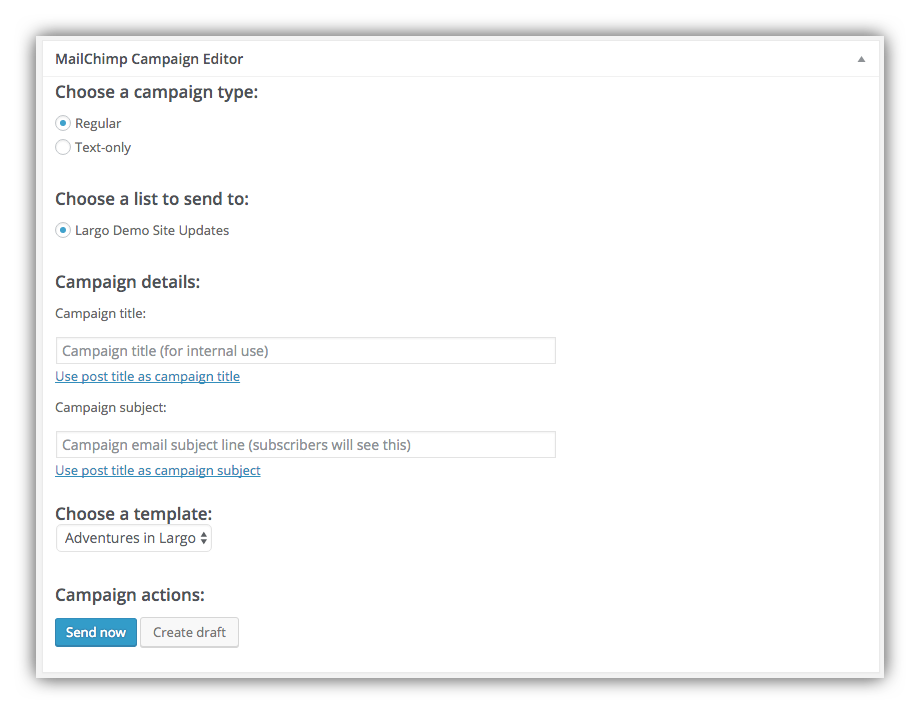 MailChimp Campaign Editor
Choose a campaign type:
Regular
Text-only
Choose a list to send to:
Largo Demo Site Updates
Campaign details:
Campaign title:
Campaign title (for internal use)
Use post title as campaign title
Campaign subject:
Campaign email subject line (subscribers will see this)
Use post title as campaign subject
Choose a template:
Adventures in Largo
Campaign actions:
Send now Create draft